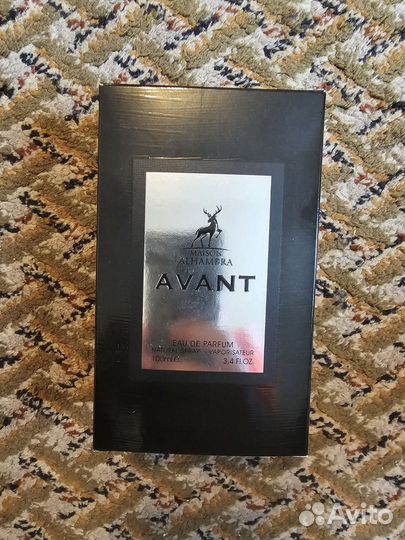 MAISON
ALHAMBRA
AVANT
EAU DE PARFUM
NATURAL SPRAY - VAPORISATEUR
100ml e 3.4 FL.OZ
Avito